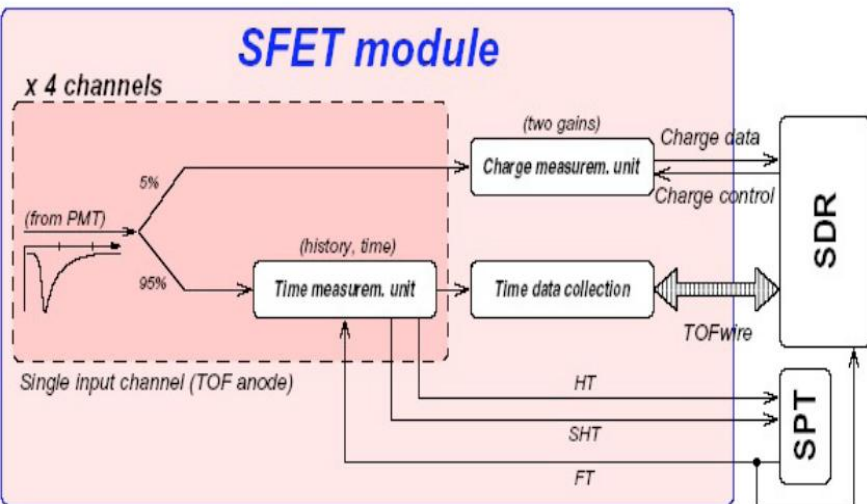 SFET module
x 4 channels
(two gains)
Charge data
Charge measurem. unit
Charge control
5%
(from PMT)
(history, time)
95%
Time measurem. unit
Time data collection
TOFwire
SDR
Single input channel (TOF anode)
HT
SHT
FT
SPT